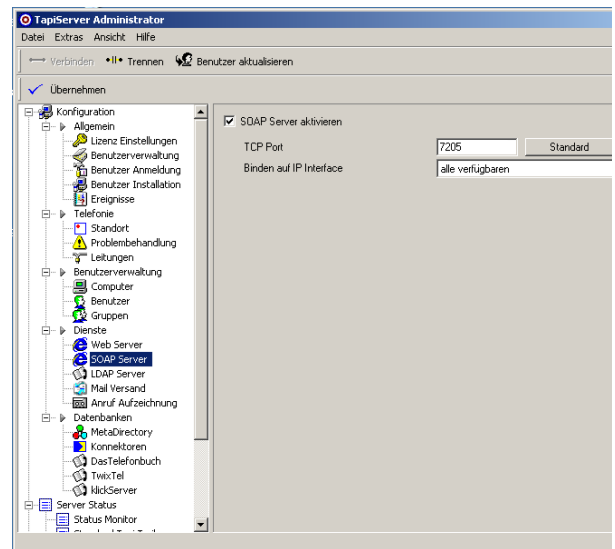 TapiServer Administrator
Datei Extras Ansicht Hilfe
Verbinden Trennen Benutzer aktualisieren
Übernehmen
Konfiguration
Allgemein
Lizenz Einstellungen
Benutzerverwaltung
Benutzer Anmeldung
Benutzer Installation
Ereignisse
Telefonie
Standort
Problembehandlung
Leitungen
Benutzerverwaltung
Computer
Benutzer
Gruppen
Dienste
Web Server
SOAP Server
LDAP Server
Mail Versand
Anruf Aufzeichnung
Datenbanken
MetaDirectory
Konnektoren
DasTelefonbuch
TwixTel
klickServer
Server Status
Status Monitor
SOAP Server aktivieren
TCP Port 7205 Standard
Binden auf IP Interface alle verfügbaren